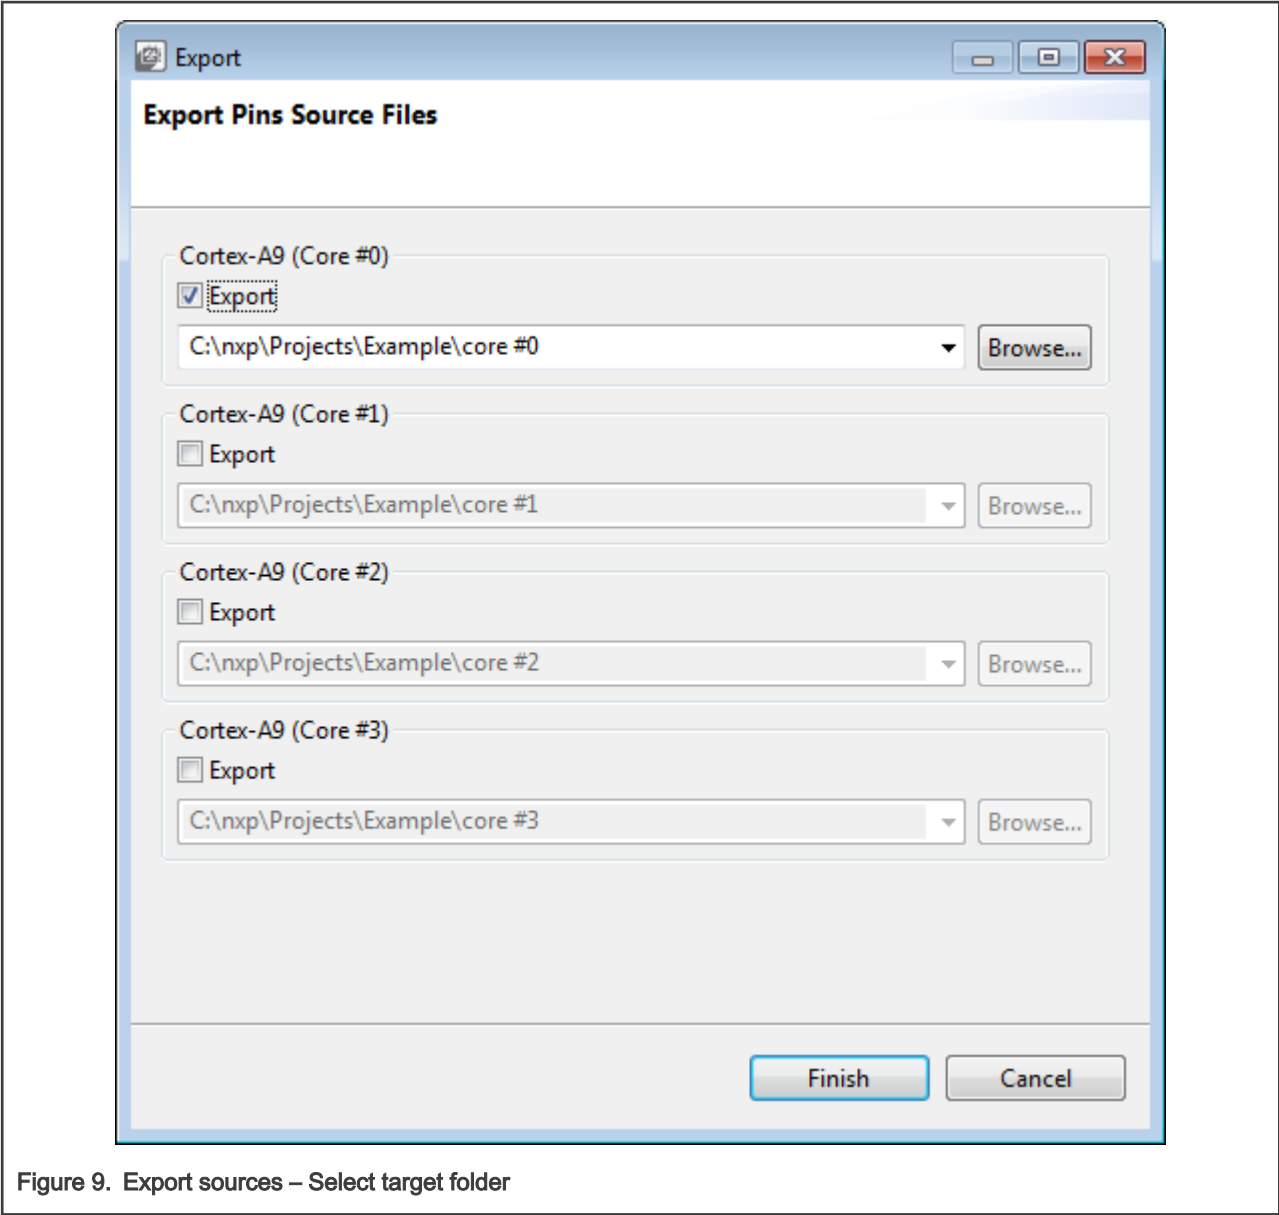 Export
Export Pins Source Files
Cortex-A9 (Core #0)
Export
C:\nxp\Projects\Example\core #0
Browse...
Cortex-A9 (Core #1)
Export
C:\nxp\Projects\Example\core #1
Browse...
Cortex-A9 (Core #2)
Export
C:\nxp\Projects\Example\core #2
Browse...
Cortex-A9 (Core #3)
Export
C:\nxp\Projects\Example\core #3
Browse...
Finish
Cancel
Figure 9. Export sources – Select target folder